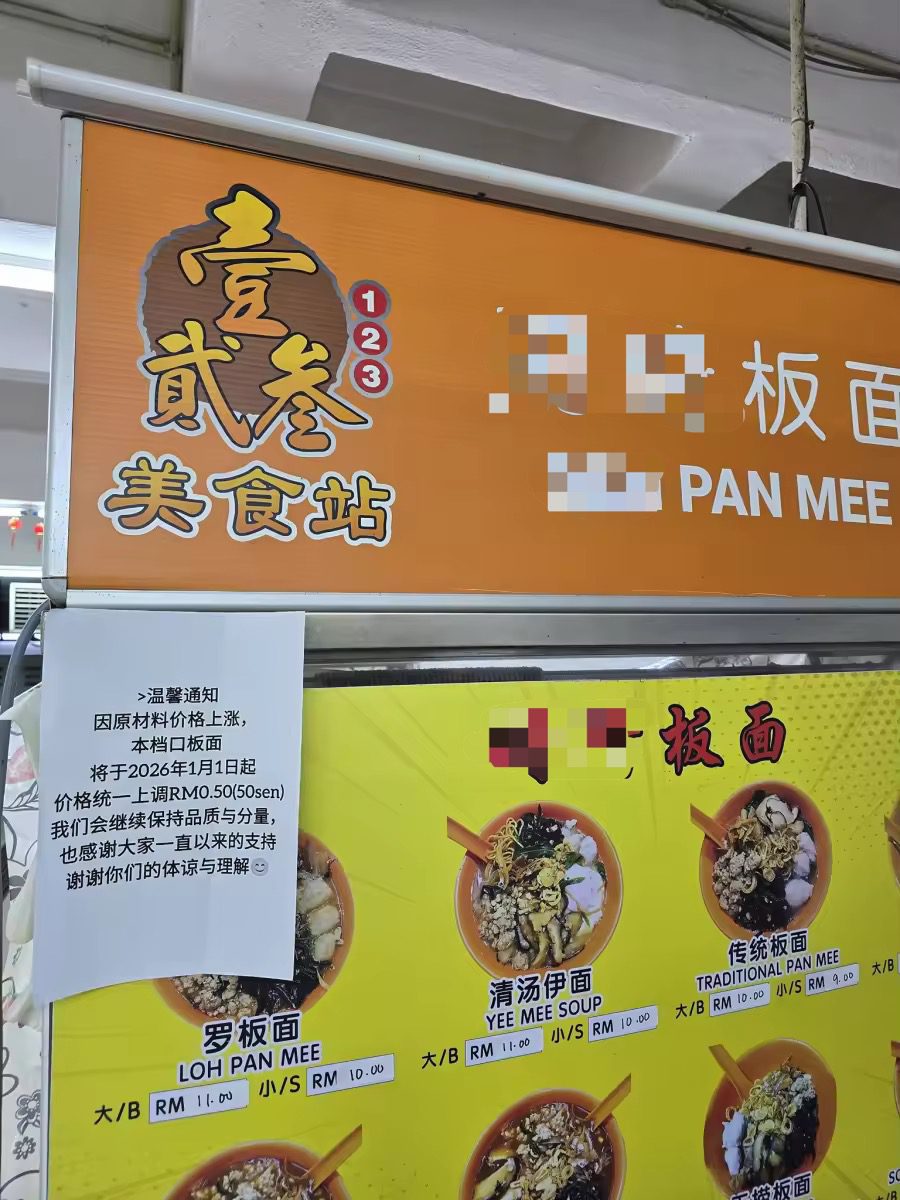 壹
贰叁
1
2
3
美食站
板面
PAN MEE
>温馨通知
因原材料价格上涨，
本档口板面
将于2026年1月1日起
价格统一上调RM0.50(50sen)
我们会继续保持品质与分量，
也感谢大家一直以来的支持
谢谢你们的体谅与理解😊
板面
罗板面
LOH PAN MEE
大/B RM 11.00 小/S RM 10.00
清汤伊面
YEE MEE SOUP
大/B RM 11.00 小/S RM 10.00
传统板面
TRADITIONAL PAN MEE
大/B RM 10.00 小/S RM 9.00
大/B
板面